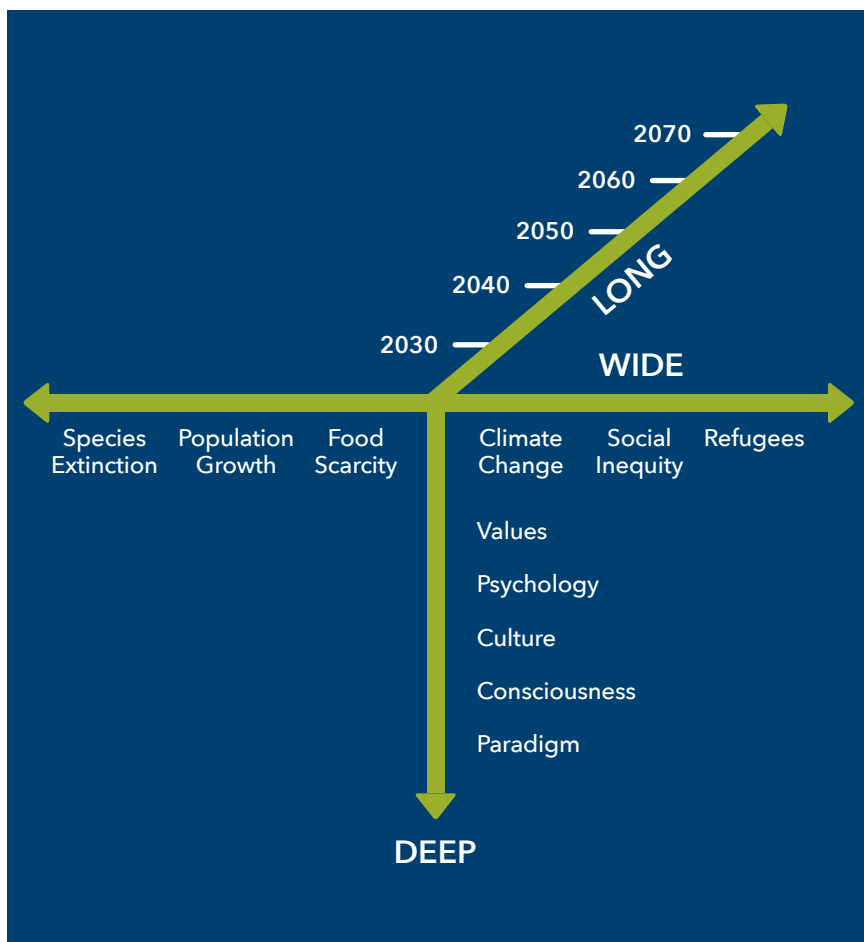 2070
2060
2050
2040
2030
LONG
WIDE
Species
Extinction
Population
Growth
Food
Scarcity
Climate
Change
Social
Inequity
Refugees
Values
Psychology
Culture
Consciousness
Paradigm
DEEP